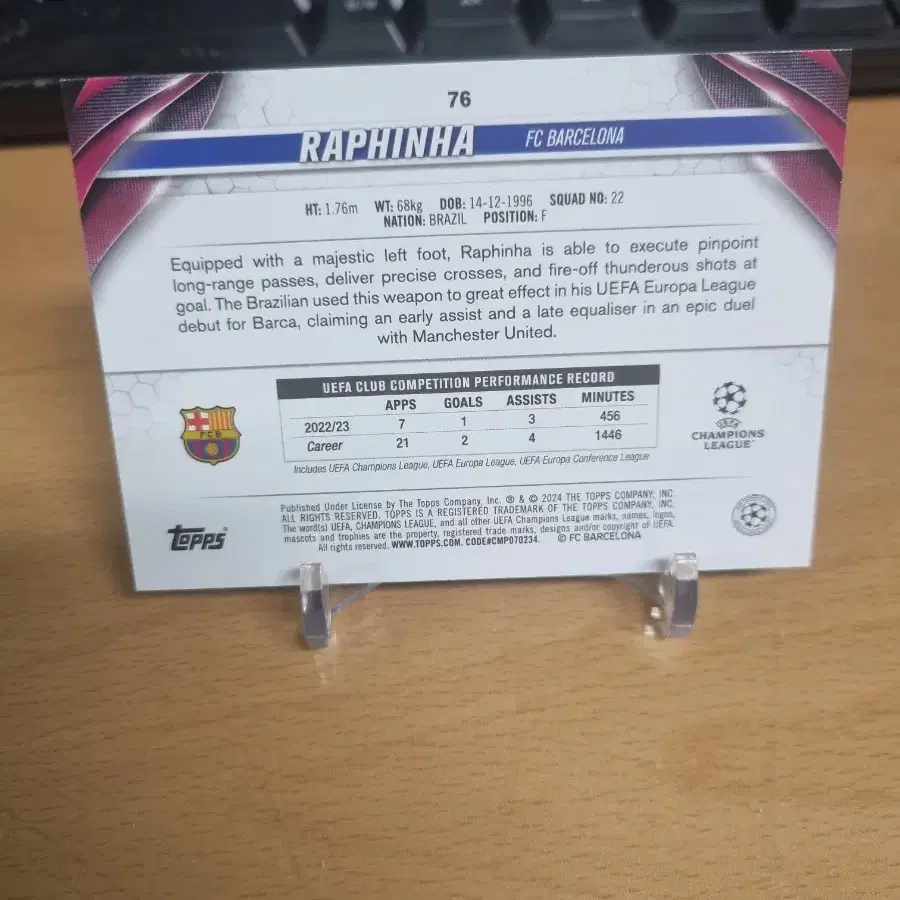 76
RAPHINHA FC BARCELONA
HT: 1.76m WT: 68kg DOB: 14-12-1996 SQUAD NO: 22
NATION: BRAZIL POSITION: F
Equipped with a majestic left foot, Raphinha is able to execute pinpoint
long-range passes, deliver precise crosses, and fire-off thunderous shots at
goal. The Brazilian used this weapon to great effect in his UEFA Europa League
debut for Barca, claiming an early assist and a late equaliser in an epic duel
with Manchester United.
UEFA CLUB COMPETITION PERFORMANCE RECORD
APPS GOALS ASSISTS MINUTES
2022/23 7 1 3 456
Career 21 2 4 1446
Includes UEFA Champions League, UEFA Europa League, UEFA Europa Conference League
FCB
UEFA
CHAMPIONS
LEAGUE
Topps®
Published Under License by The Topps Company, Inc. ® & © 2024 THE TOPPS COMPANY, INC.
ALL RIGHTS RESERVED. TOPPS IS A REGISTERED TRADEMARK OF THE TOPPS COMPANY, INC.
The word(s) UEFA, CHAMPIONS LEAGUE, and all other UEFA Champions League marks, names, logos,
mascots and trophies are the property, registered trade marks, designs and/or copyright of UEFA.
All rights reserved. WWW.TOPPS.COM. CODE#CMP070234. © FC BARCELONA